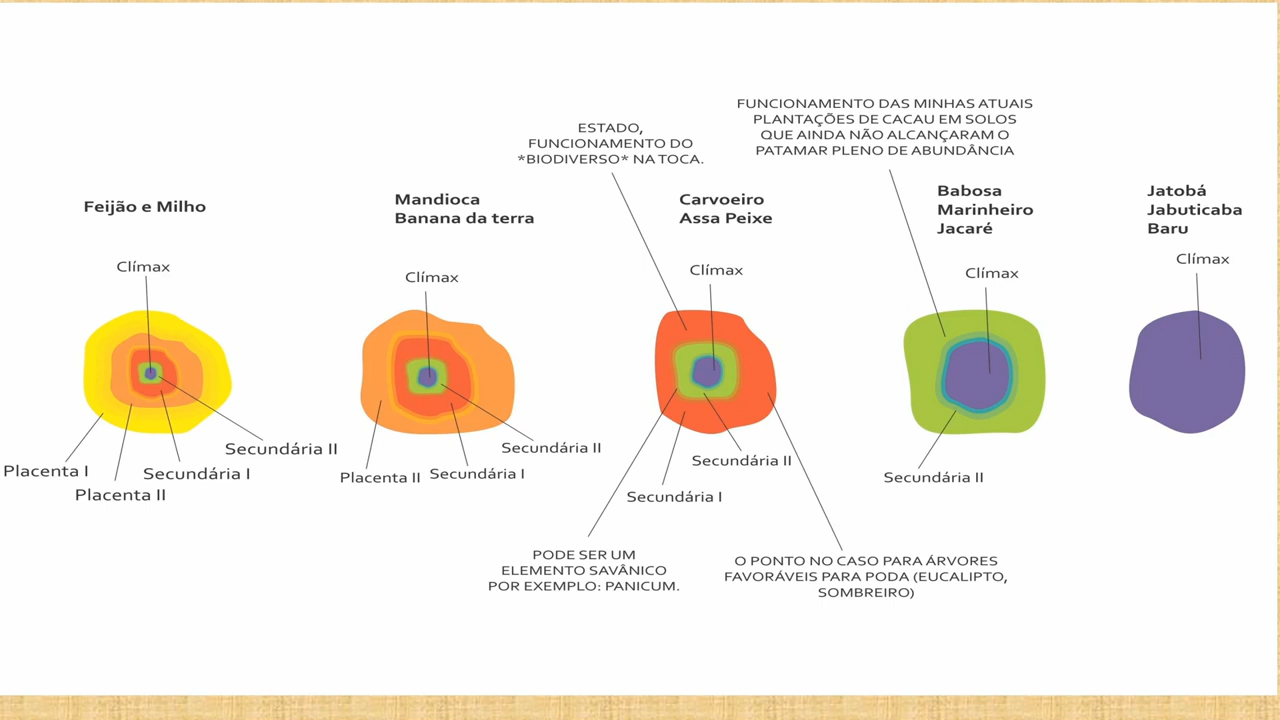 FUNCIONAMENTO DAS MINHAS ATUAIS
PLANTAÇÕES DE CACAU EM SOLOS
QUE AINDA NÃO ALCANÇARAM O
PATAMAR PLENO DE ABUNDÂNCIA
ESTADO,
FUNCIONAMENTO DO
*BIODIVERSO* NA TOCA.
Feijão e Milho
Mandioca
Banana da terra
Carvoeiro
Assa Peixe
Babosa
Marinheiro
Jacaré
Jatobá
Jabuticaba
Baru
Clímax
Clímax
Clímax
Clímax
Clímax
Placenta I
Placenta II
Secundária I
Secundária II
Placenta II
Secundária I
Secundária II
Secundária I
Secundária II
Secundária II
PODE SER UM
ELEMENTO SAVÂNICO
POR EXEMPLO: PANICUM.
O PONTO NO CASO PARA ÁRVORES
FAVORÁVEIS PARA PODA (EUCALIPTO,
SOMBREIRO)